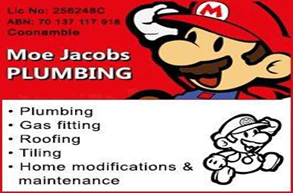 Lic No: 256248C
ABN: 70 137 117 918
Coonamble
Moe Jacobs
PLUMBING
• Plumbing
• Gas fitting
• Roofing
• Tiling
• Home modifications &
maintenance
M